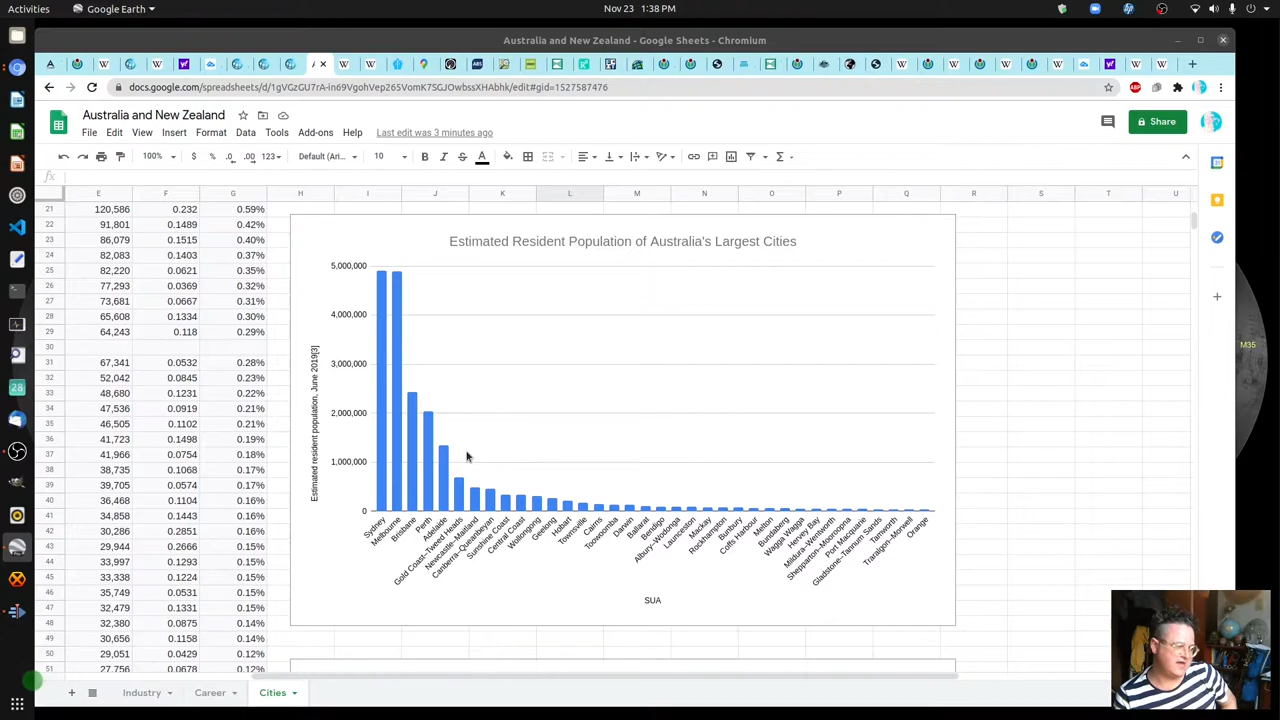 Activities
Google Earth
Nov 23 1:38 PM
Australia and New Zealand - Google Sheets - Chromium
docs.google.com/spreadsheets/d/1gVGzGU7rA-in69VgohVep265VomK7SGJOwbssXHAbhk/edit#gid=1527587476
Australia and New Zealand
File Edit View Insert Format Data Tools Add-ons Help Last edit was 3 minutes ago
Share
100% $ % .0 .00 123 Default (Ari... 10
E F G H I J K L M N O P Q R S T U
21 120,586 0.232 0.59%
22 91,801 0.1489 0.42%
23 86,079 0.1515 0.40%
24 82,083 0.1403 0.37%
25 82,220 0.0621 0.35%
26 77,293 0.0369 0.32%
27 73,681 0.0667 0.31%
28 65,608 0.1334 0.30%
29 64,243 0.118 0.29%
30
31 67,341 0.0532 0.28%
32 52,042 0.0845 0.23%
33 48,680 0.1231 0.22%
34 47,536 0.0919 0.21%
35 46,505 0.1102 0.21%
36 41,723 0.1498 0.19%
37 41,966 0.0754 0.18%
38 38,735 0.1068 0.17%
39 39,705 0.0574 0.17%
40 36,468 0.1104 0.16%
41 34,858 0.1443 0.16%
42 30,286 0.2851 0.16%
43 29,944 0.2666 0.15%
44 33,997 0.1293 0.15%
45 33,338 0.1224 0.15%
46 35,749 0.0531 0.15%
47 32,479 0.1331 0.15%
48 32,380 0.0875 0.14%
49 30,656 0.1158 0.14%
50 29,051 0.0429 0.12%
51 27,756 0.0678 0.12%
Estimated Resident Population of Australia's Largest Cities
Estimated resident population, June 2019[3]
5,000,000
4,000,000
3,000,000
2,000,000
1,000,000
0
Sydney
Melbourne
Brisbane
Perth
Adelaide
Gold Coast–Tweed Heads
Newcastle–Maitland
Canberra–Queanbeyan
Sunshine Coast
Central Coast
Wollongong
Geelong
Hobart
Townsville
Cairns
Toowoomba
Darwin
Ballarat
Bendigo
Albury–Wodonga
Launceston
Mackay
Rockhampton
Bunbury
Coffs Harbour
Melton
Bundaberg
Wagga Wagga
Hervey Bay
Mildura–Wentworth
Shepparton–Mooroopna
Port Macquarie
Gladstone–Tannum Sands
Tamworth
Traralgon–Morwell
Orange
SUA
M35
Industry
Career
Cities